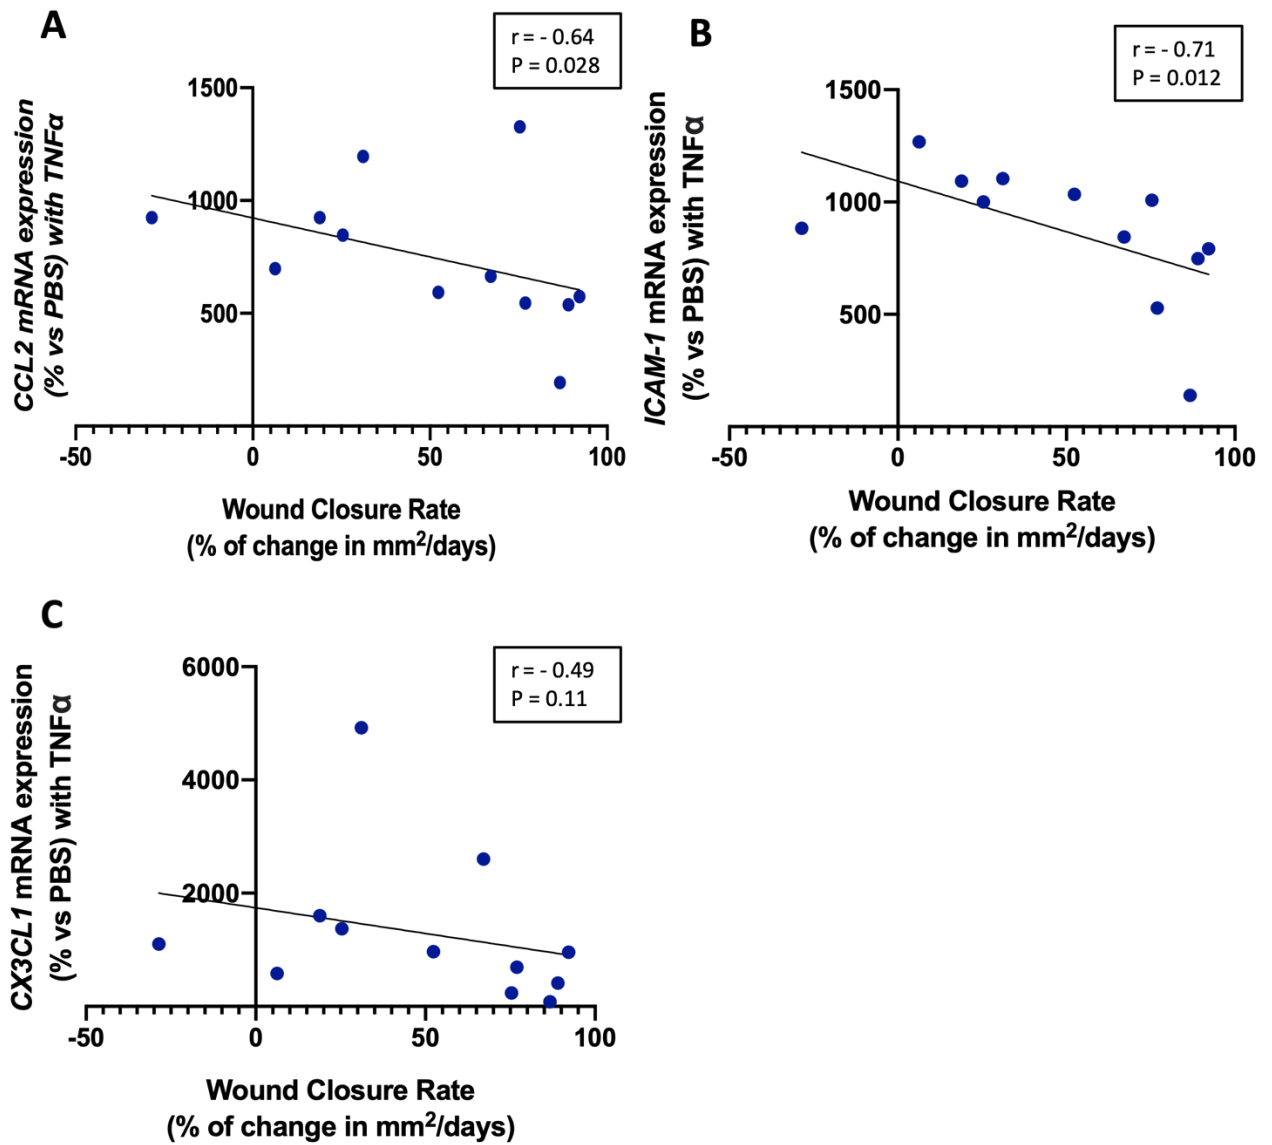 A
r = - 0.64
P = 0.028
CCL2 mRNA expression
(% vs PBS) with TNFα
1500
1000
500
-50 0 50 100
Wound Closure Rate
(% of change in mm²/days)
B
r = - 0.71
P = 0.012
ICAM-1 mRNA expression
(% vs PBS) with TNFα
1500
1000
500
-50 0 50 100
Wound Closure Rate
(% of change in mm²/days)
C
r = - 0.49
P = 0.11
CX3CL1 mRNA expression
(% vs PBS) with TNFα
6000
4000
2000
-50 0 50 100
Wound Closure Rate
(% of change in mm²/days)